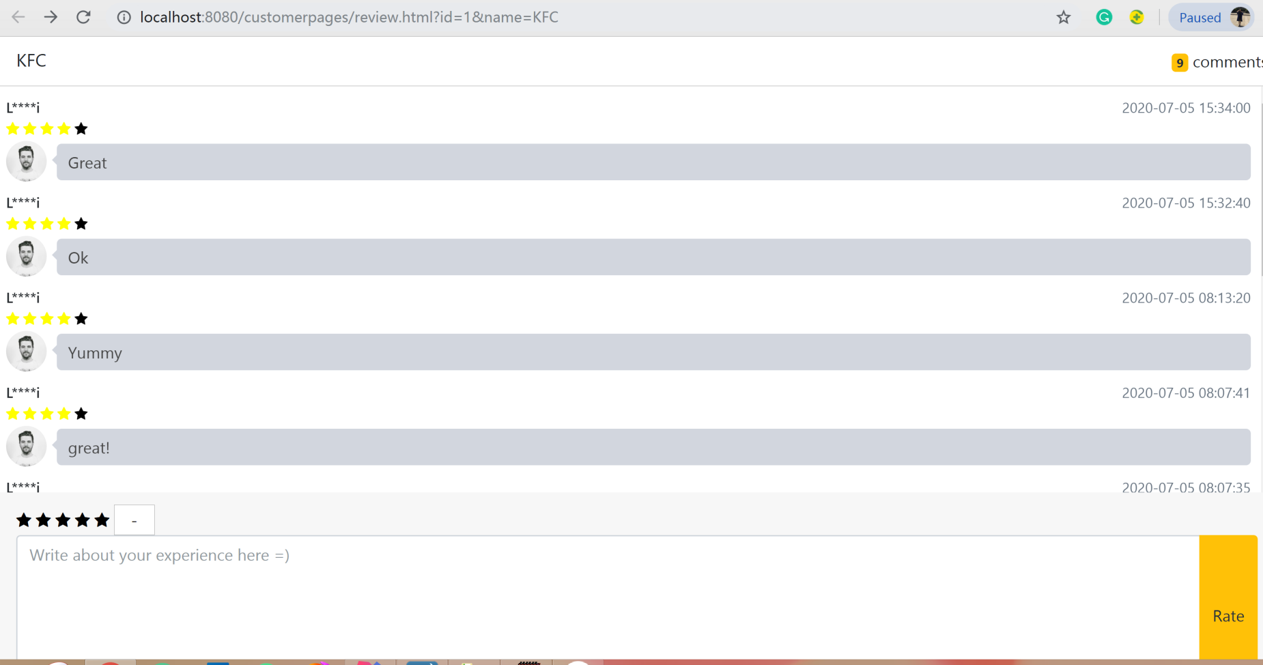 localhost:8080/customerpages/review.html?id=1&name=KFC
Paused
KFC
9 comments
L****i
2020-07-05 15:34:00
Great
L****i
2020-07-05 15:32:40
Ok
L****i
2020-07-05 08:13:20
Yummy
L****i
2020-07-05 08:07:41
great!
L****i
2020-07-05 08:07:35
-
Write about your experience here =)
Rate